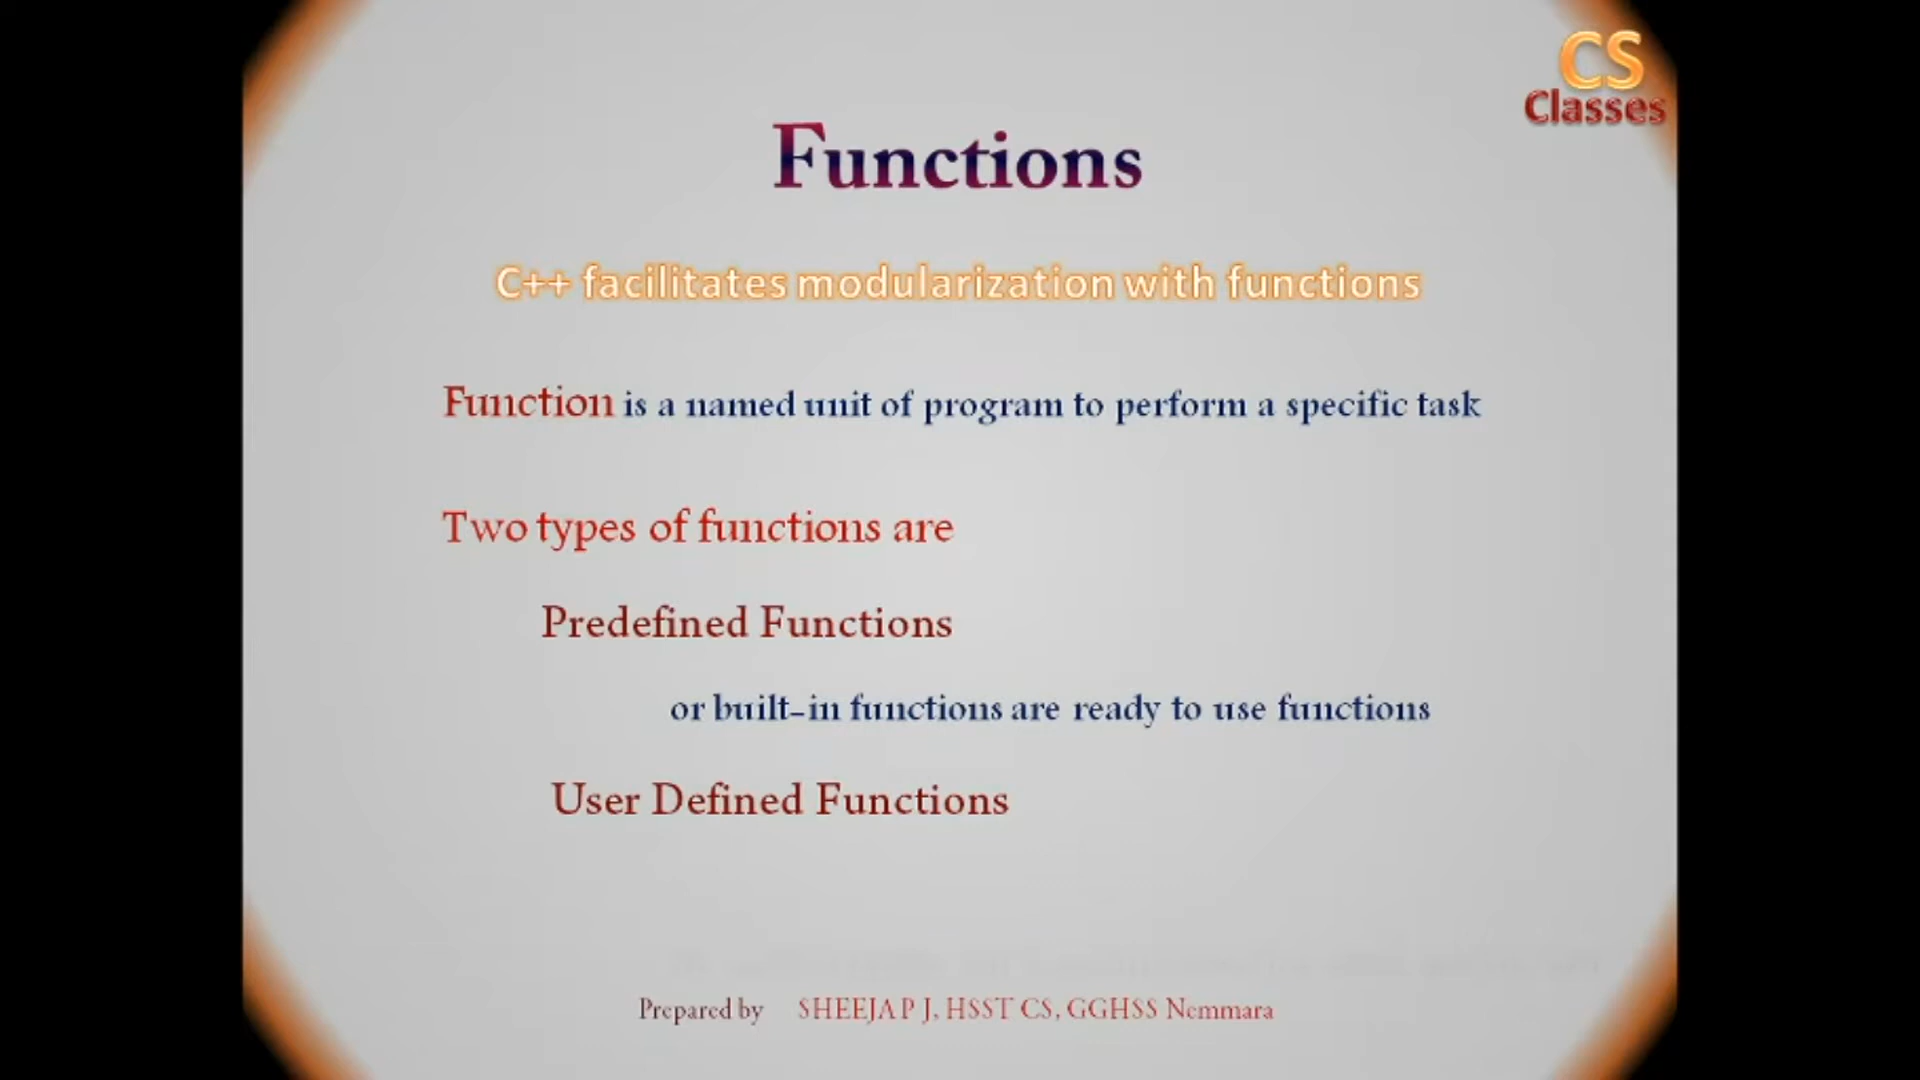 CS
Classes
Functions
C++ facilitates modularization with functions
Function is a named unit of program to perform a specific task
Two types of functions are
Predefined Functions
or built-in functions are ready to use functions
User Defined Functions
Prepared by SHEEJA P J, HSST CS, GGHSS Nemmara